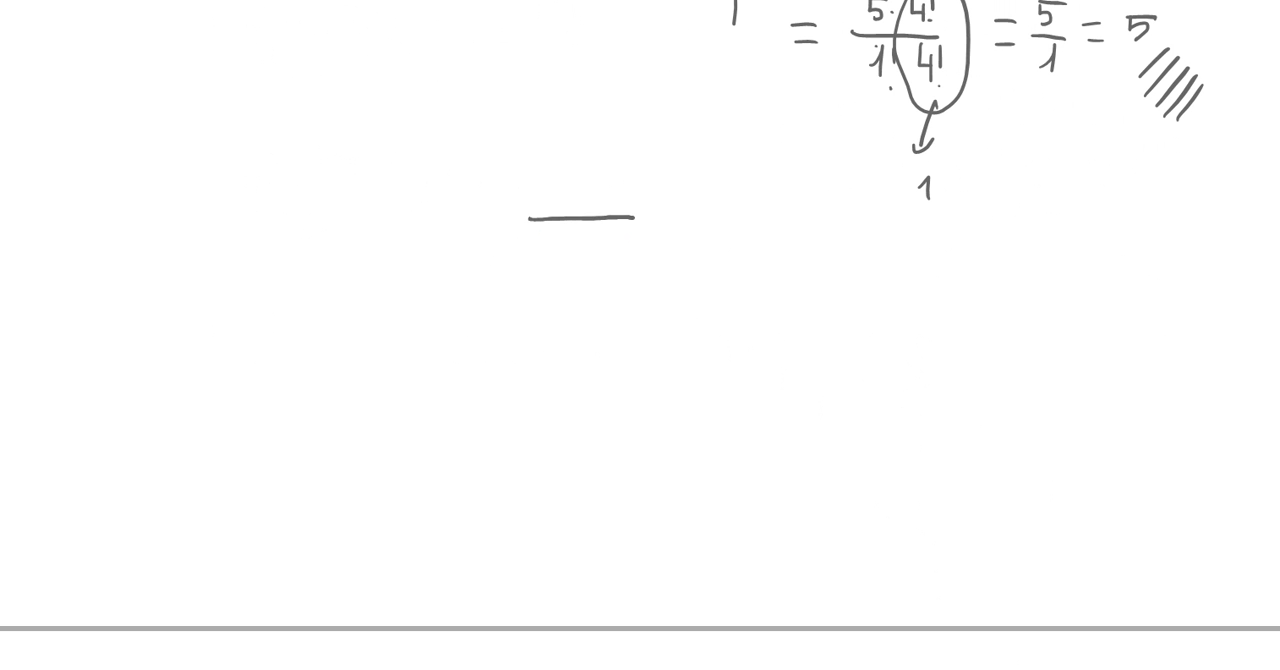 = 5·4! / 1!4! = 5/1 = 5
1